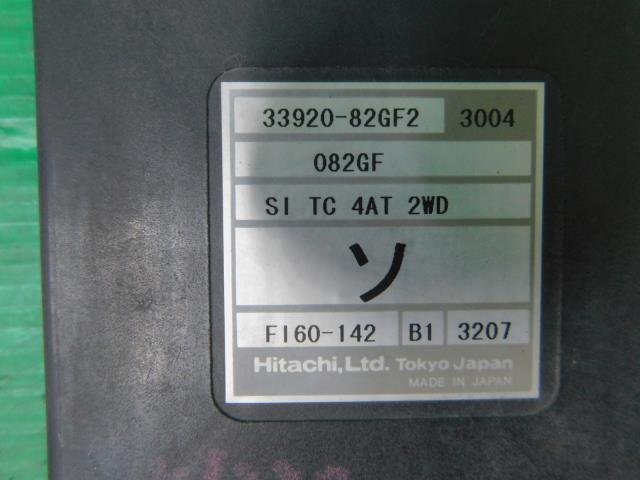 33920-82GF2 3004
082GF
SI TC 4AT 2WD
ソ
FI60-142 B1 3207
Hitachi, Ltd. Tokyo Japan
MADE IN JAPAN